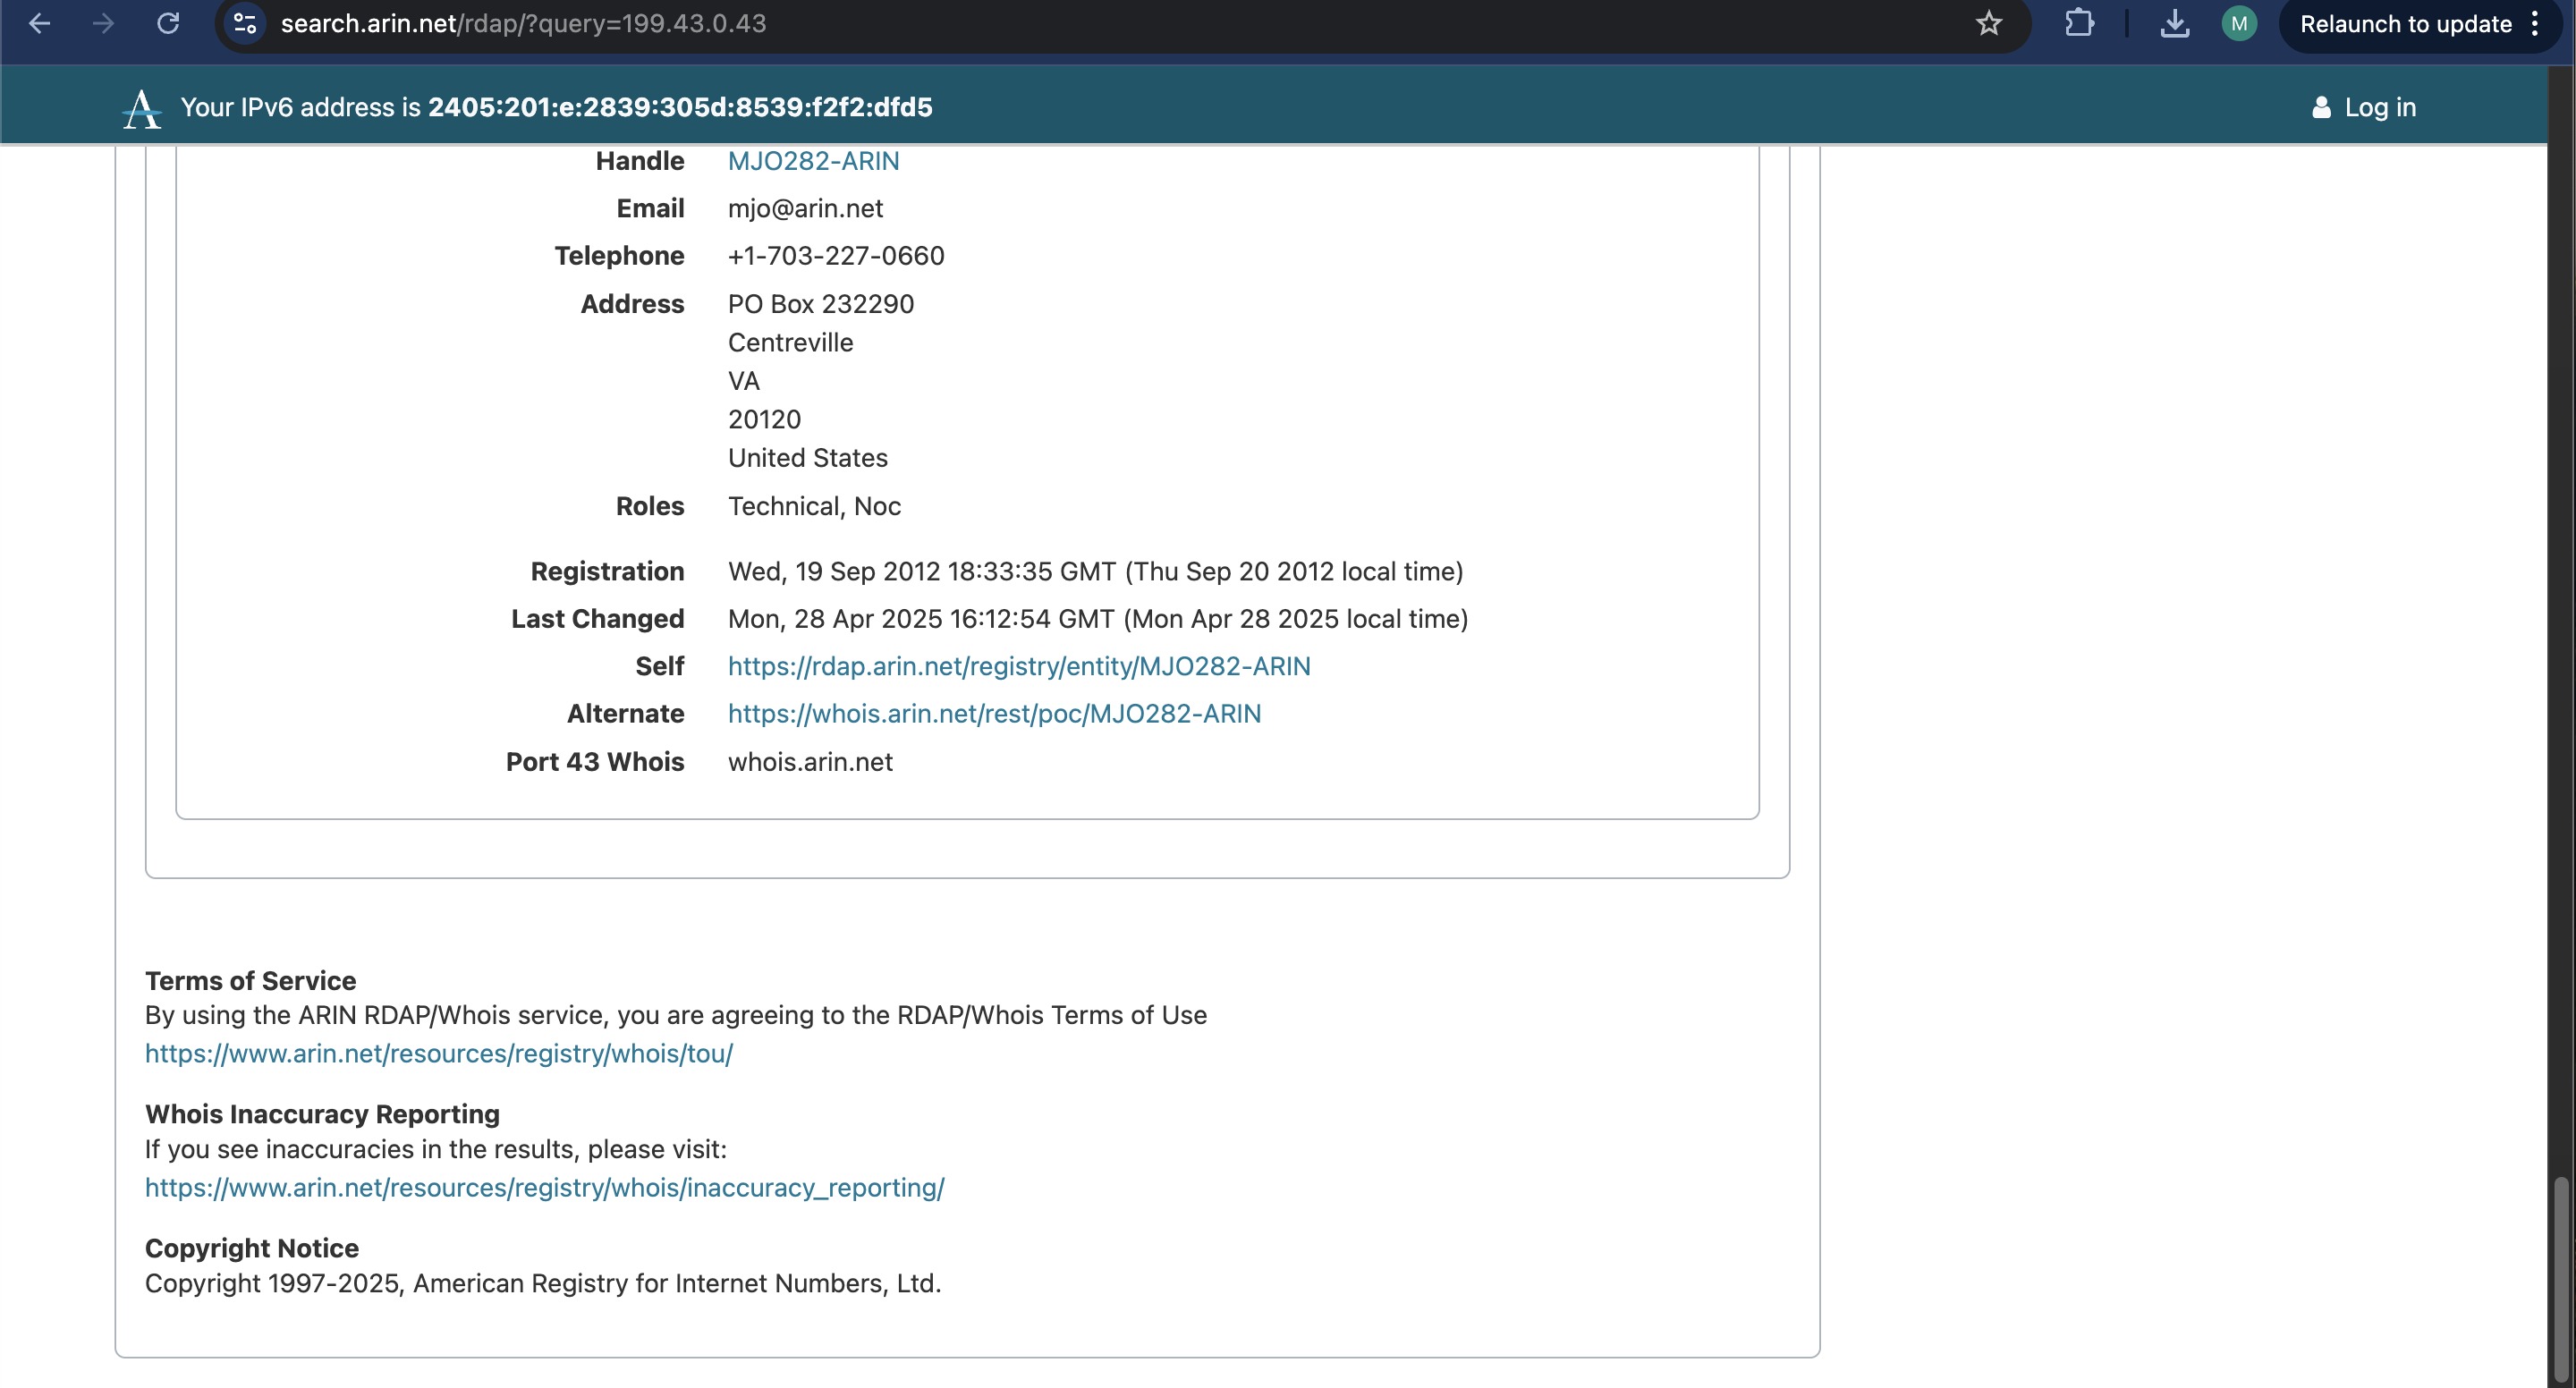 search.arin.net/rdap/?query=199.43.0.43
M
Relaunch to update
Your IPv6 address is 2405:201:e:2839:305d:8539:f2f2:dfd5
Log in
Handle MJO282-ARIN
Email mjo@arin.net
Telephone +1-703-227-0660
Address PO Box 232290
Centreville
VA
20120
United States
Roles Technical, Noc
Registration Wed, 19 Sep 2012 18:33:35 GMT (Thu Sep 20 2012 local time)
Last Changed Mon, 28 Apr 2025 16:12:54 GMT (Mon Apr 28 2025 local time)
Self https://rdap.arin.net/registry/entity/MJO282-ARIN
Alternate https://whois.arin.net/rest/poc/MJO282-ARIN
Port 43 Whois whois.arin.net
Terms of Service
By using the ARIN RDAP/Whois service, you are agreeing to the RDAP/Whois Terms of Use
https://www.arin.net/resources/registry/whois/tou/
Whois Inaccuracy Reporting
If you see inaccuracies in the results, please visit:
https://www.arin.net/resources/registry/whois/inaccuracy_reporting/
Copyright Notice
Copyright 1997-2025, American Registry for Internet Numbers, Ltd.